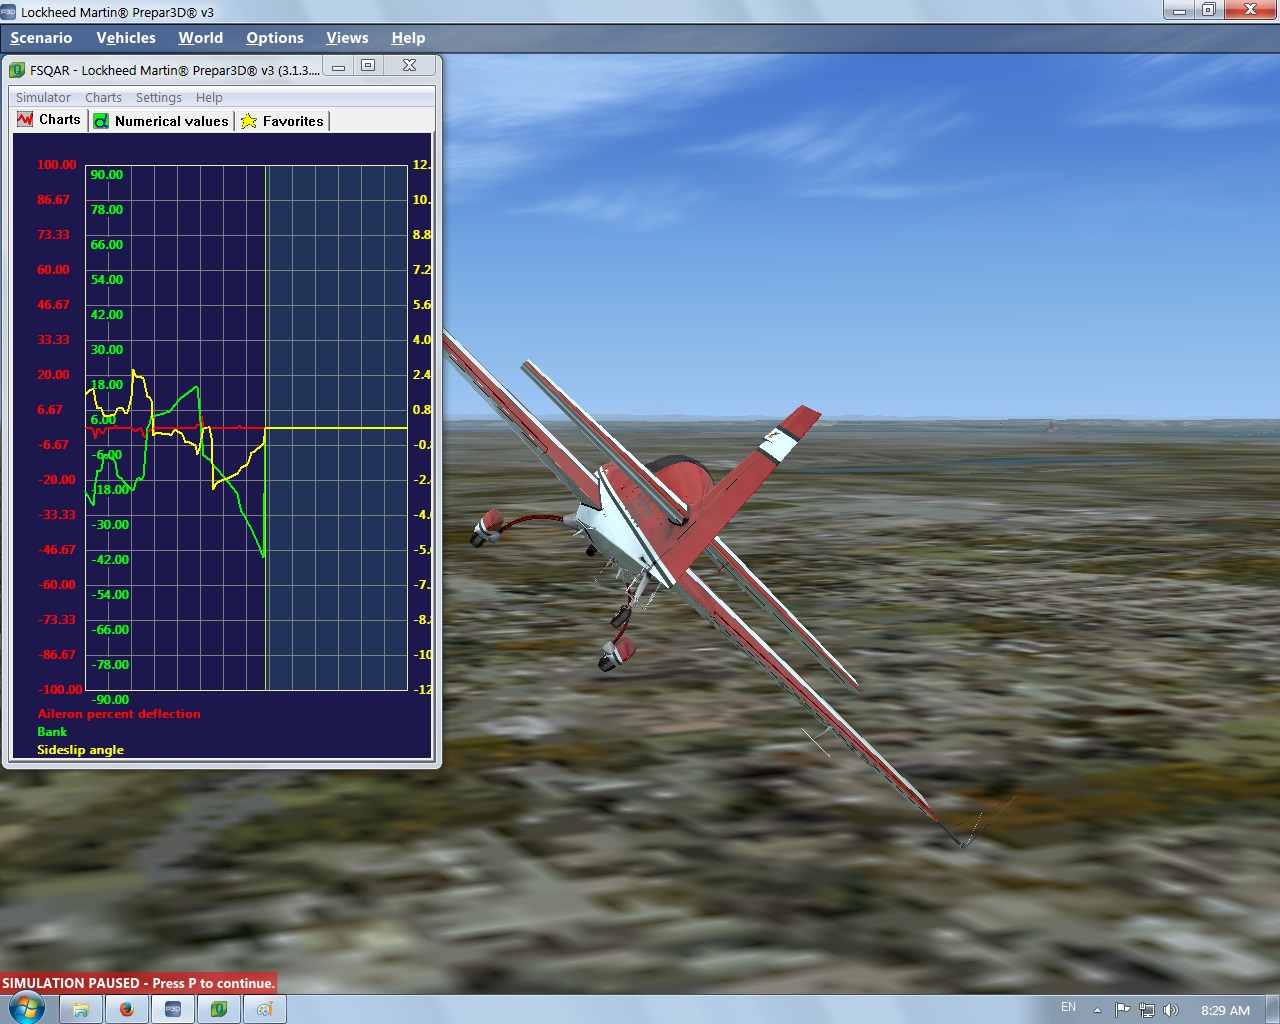 Lockheed Martin® Prepar3D® v3
Scenario Vehicles World Options Views Help
FSQAR - Lockheed Martin® Prepar3D® v3 (3.1.3....
Simulator Charts Settings Help
Charts Numerical values Favorites
100.00 90.00 12.
86.67 78.00 10.
73.33 66.00 8.8
60.00 54.00 7.2
46.67 42.00 5.6
33.33 30.00 4.0
20.00 18.00 2.4
6.67 6.00 0.8
-6.67 -6.00 -0.
-20.00 -18.00 -2.
-33.33 -30.00 -4.
-46.67 -42.00 -5.
-60.00 -54.00 -7.
-73.33 -66.00 -8.
-86.67 -78.00 -10
-100.00 -90.00 -12
Aileron percent deflection
Bank
Sideslip angle
SIMULATION PAUSED - Press P to continue.
P3D EN 8:29 AM